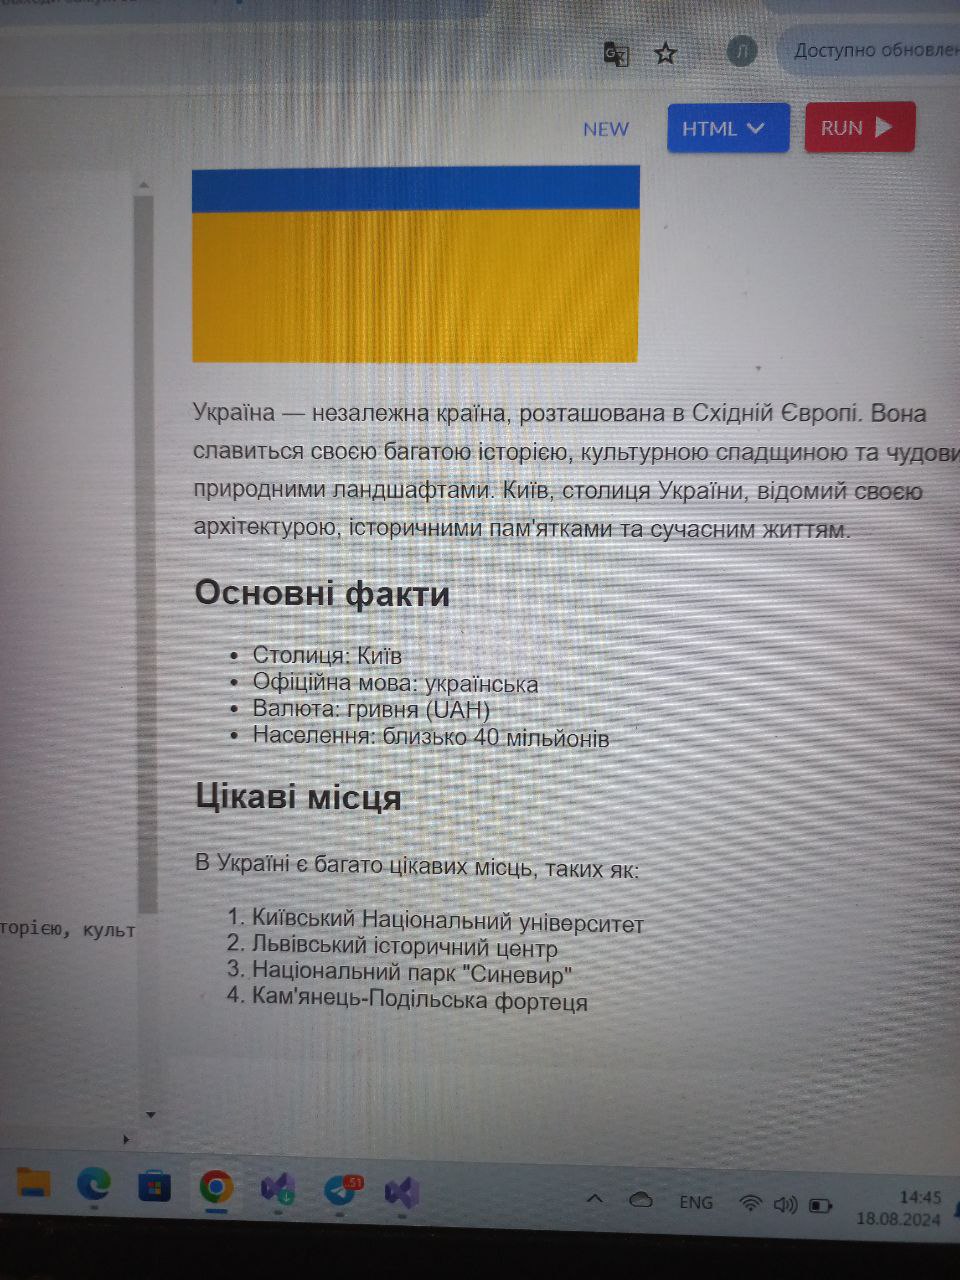 Доступно обновлен
NEW
HTML
RUN
Україна — незалежна країна, розташована в Східній Європі. Вона
славиться своєю багатою історією, культурною спадщиною та чудови
природними ландшафтами. Київ, столиця України, відомий своєю
архітектурою, історичними пам'ятками та сучасним життям.
Основні факти
• Столиця: Київ
• Офіційна мова: українська
• Валюта: гривня (UAH)
• Населення: близько 40 мільйонів
Цікаві місця
В Україні є багато цікавих місць, таких як:
1. Київський Національний університет
торією, культ
2. Львівський історичний центр
3. Національний парк "Синевир"
4. Кам'янець-Подільська фортеця
51
ENG
14:45
18.08.2024